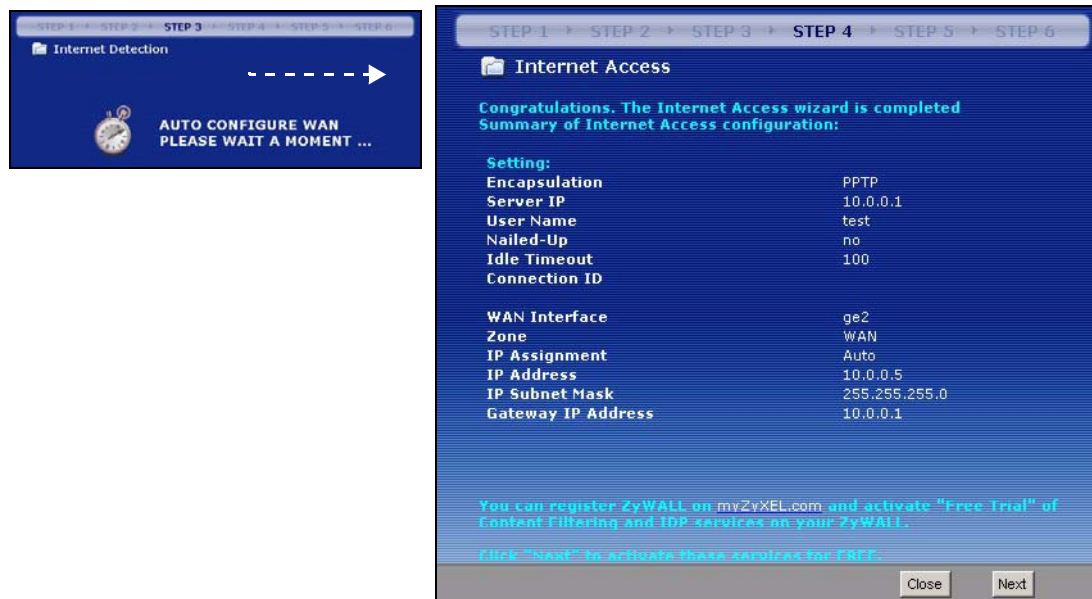 STEP 1 STEP 2 STEP 3 STEP 4 STEP 5 STEP 6
Internet Detection
AUTO CONFIGURE WAN
PLEASE WAIT A MOMENT ...
STEP 1 STEP 2 STEP 3 STEP 4 STEP 5 STEP 6
Internet Access
Congratulations. The Internet Access wizard is completed
Summary of Internet Access configuration:
Setting:
Encapsulation PPTP
Server IP 10.0.0.1
User Name test
Nailed-Up no
Idle Timeout 100
Connection ID
WAN Interface ge2
Zone WAN
IP Assignment Auto
IP Address 10.0.0.5
IP Subnet Mask 255.255.255.0
Gateway IP Address 10.0.0.1
You can register ZyWALL on myZyXEL.com and activate "Free Trial" of
Content Filtering and IDP services on your ZyWALL.
Click "Next" to activate these services for FREE.
Close Next